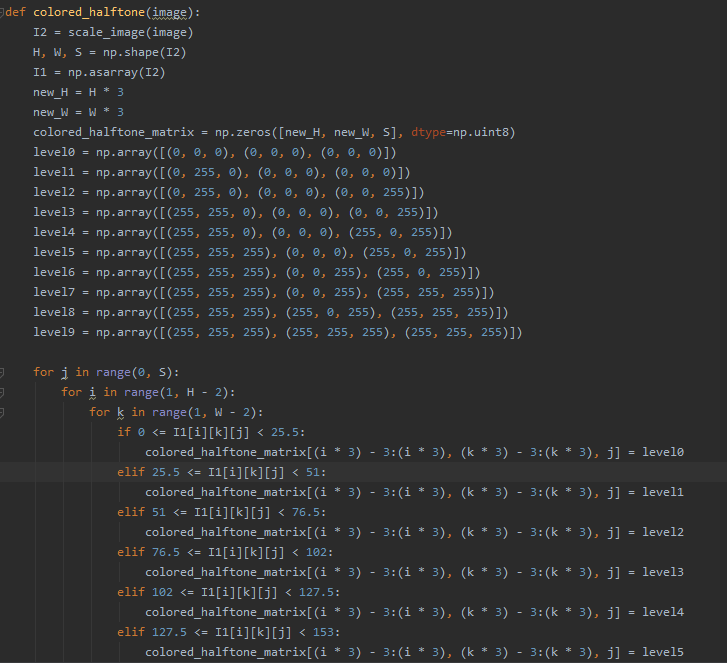 def colored_halftone(image):
    I2 = scale_image(image)
    H, W, S = np.shape(I2)
    I1 = np.asarray(I2)
    new_H = H * 3
    new_W = W * 3
    colored_halftone_matrix = np.zeros([new_H, new_W, S], dtype=np.uint8)
    level0 = np.array([(0, 0, 0), (0, 0, 0), (0, 0, 0)])
    level1 = np.array([(0, 255, 0), (0, 0, 0), (0, 0, 0)])
    level2 = np.array([(0, 255, 0), (0, 0, 0), (0, 0, 255)])
    level3 = np.array([(255, 255, 0), (0, 0, 0), (0, 0, 255)])
    level4 = np.array([(255, 255, 0), (0, 0, 0), (255, 0, 255)])
    level5 = np.array([(255, 255, 255), (0, 0, 0), (255, 0, 255)])
    level6 = np.array([(255, 255, 255), (0, 0, 255), (255, 0, 255)])
    level7 = np.array([(255, 255, 255), (0, 0, 255), (255, 255, 255)])
    level8 = np.array([(255, 255, 255), (255, 0, 255), (255, 255, 255)])
    level9 = np.array([(255, 255, 255), (255, 255, 255), (255, 255, 255)])
    for j in range(0, S):
        for i in range(1, H - 2):
            for k in range(1, W - 2):
                if 0 <= I1[i][k][j] < 25.5:
                    colored_halftone_matrix[(i * 3) - 3:(i * 3), (k * 3) - 3:(k * 3), j] = level0
                elif 25.5 <= I1[i][k][j] < 51:
                    colored_halftone_matrix[(i * 3) - 3:(i * 3), (k * 3) - 3:(k * 3), j] = level1
                elif 51 <= I1[i][k][j] < 76.5:
                    colored_halftone_matrix[(i * 3) - 3:(i * 3), (k * 3) - 3:(k * 3), j] = level2
                elif 76.5 <= I1[i][k][j] < 102:
                    colored_halftone_matrix[(i * 3) - 3:(i * 3), (k * 3) - 3:(k * 3), j] = level3
                elif 102 <= I1[i][k][j] < 127.5:
                    colored_halftone_matrix[(i * 3) - 3:(i * 3), (k * 3) - 3:(k * 3), j] = level4
                elif 127.5 <= I1[i][k][j] < 153:
                    colored_halftone_matrix[(i * 3) - 3:(i * 3), (k * 3) - 3:(k * 3), j] = level5